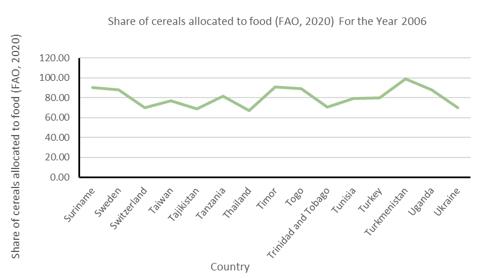 Share of cereals allocated to food (FAO, 2020) For the Year 2006
Share of cereals allocated to food (FAO, 2020)
120.00
100.00
80.00
60.00
40.00
20.00
0.00
Suriname
Sweden
Switzerland
Taiwan
Tajikistan
Tanzania
Thailand
Timor
Togo
Trinidad and Tobago
Tunisia
Turkey
Turkmenistan
Uganda
Ukraine
Country